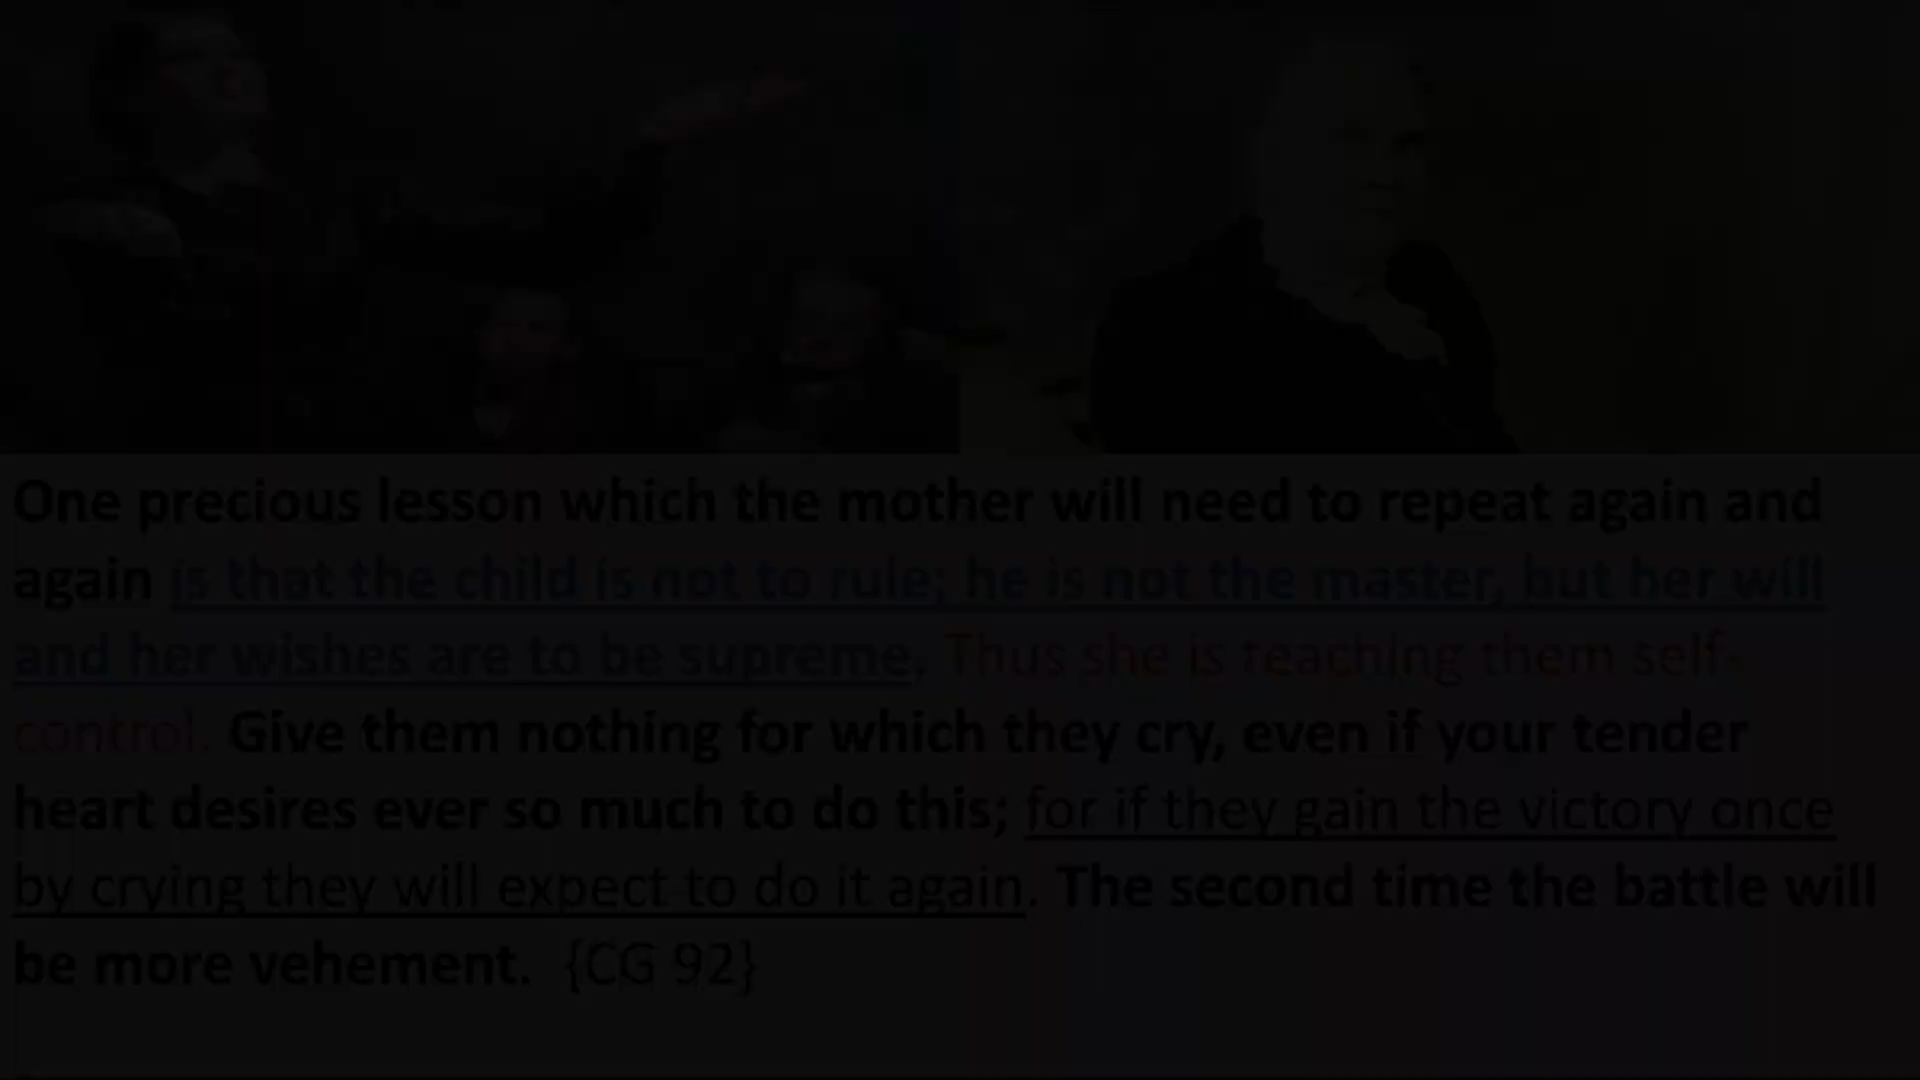 One precious lesson which the mother will need to repeat again and
again is that the child is not to rule; he is not the master, but her will
and her wishes are to be supreme. Thus she is teaching them self-
control. Give them nothing for which they cry, even if your tender
heart desires ever so much to do this; for if they gain the victory once
by crying they will expect to do it again. The second time the battle will
be more vehement. {CG 92}